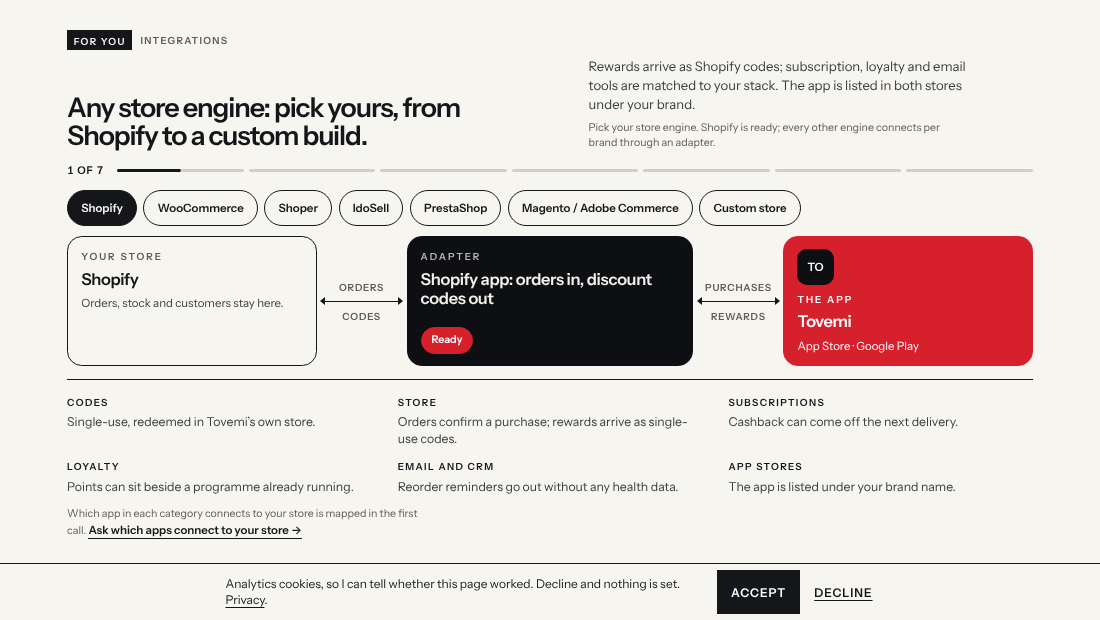 FOR YOU INTEGRATIONS
Any store engine: pick yours, from
Shopify to a custom build.
Rewards arrive as Shopify codes; subscription, loyalty and email
tools are matched to your stack. The app is listed in both stores
under your brand.
Pick your store engine. Shopify is ready; every other engine connects per
brand through an adapter.
1 OF 7
Shopify WooCommerce Shoper IdoSell PrestaShop Magento / Adobe Commerce Custom store
YOUR STORE
Shopify
Orders, stock and customers stay here.
ORDERS
CODES
ADAPTER
Shopify app: orders in, discount
codes out
Ready
PURCHASES
REWARDS
TO
THE APP
Tovemi
App Store · Google Play
CODES
Single-use, redeemed in Tovemi's own store.
STORE
Orders confirm a purchase; rewards arrive as single-
use codes.
SUBSCRIPTIONS
Cashback can come off the next delivery.
LOYALTY
Points can sit beside a programme already running.
EMAIL AND CRM
Reorder reminders go out without any health data.
APP STORES
The app is listed under your brand name.
Which app in each category connects to your store is mapped in the first
call. Ask which apps connect to your store →
Analytics cookies, so I can tell whether this page worked. Decline and nothing is set.
Privacy.
ACCEPT
DECLINE